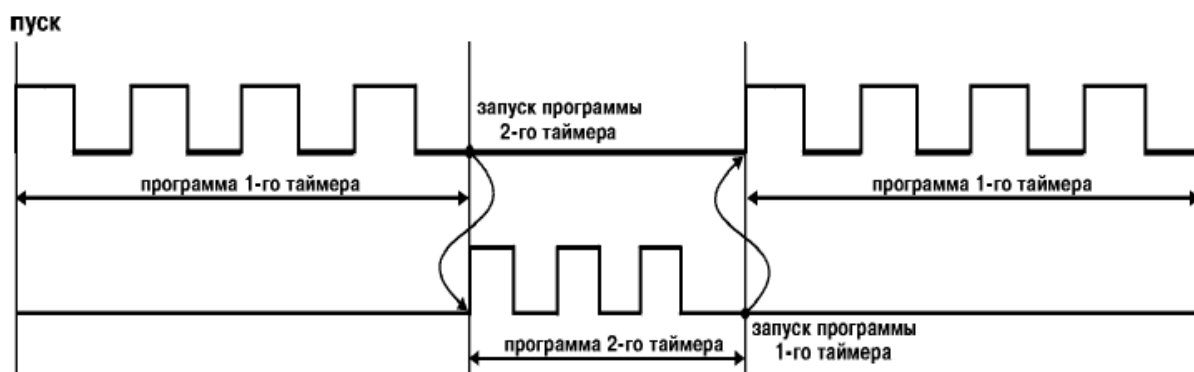 пуск
запуск программы
2-го таймера
программа 1-го таймера
программа 1-го таймера
программа 2-го таймера
запуск программы
1-го таймера